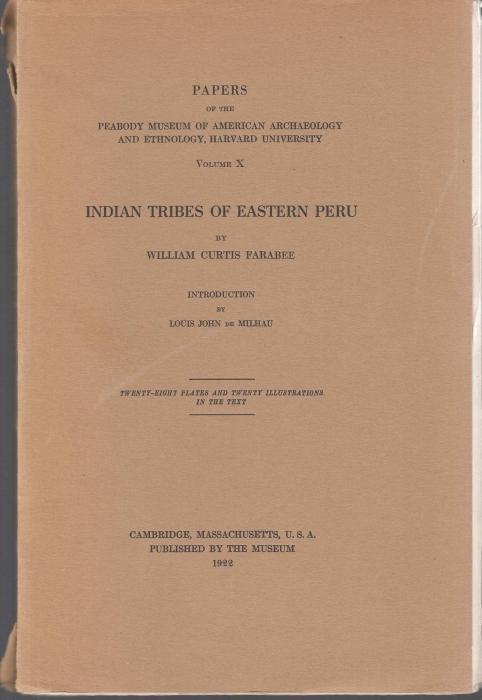 PAPERS
OF THE
PEABODY MUSEUM OF AMERICAN ARCHAEOLOGY
AND ETHNOLOGY, HARVARD UNIVERSITY
VOLUME X
INDIAN TRIBES OF EASTERN PERU
BY
WILLIAM CURTIS FARABEE
INTRODUCTION
BY
LOUIS JOHN DE MILHAU
TWENTY-EIGHT PLATES AND TWENTY ILLUSTRATIONS
IN THE TEXT
CAMBRIDGE, MASSACHUSETTS, U. S. A.
PUBLISHED BY THE MUSEUM
1922